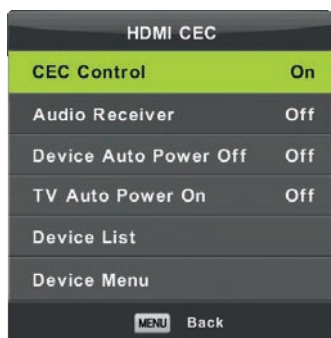 HDMI CEC
CEC Control On
Audio Receiver Off
Device Auto Power Off Off
TV Auto Power On Off
Device List
Device Menu
MENU Back